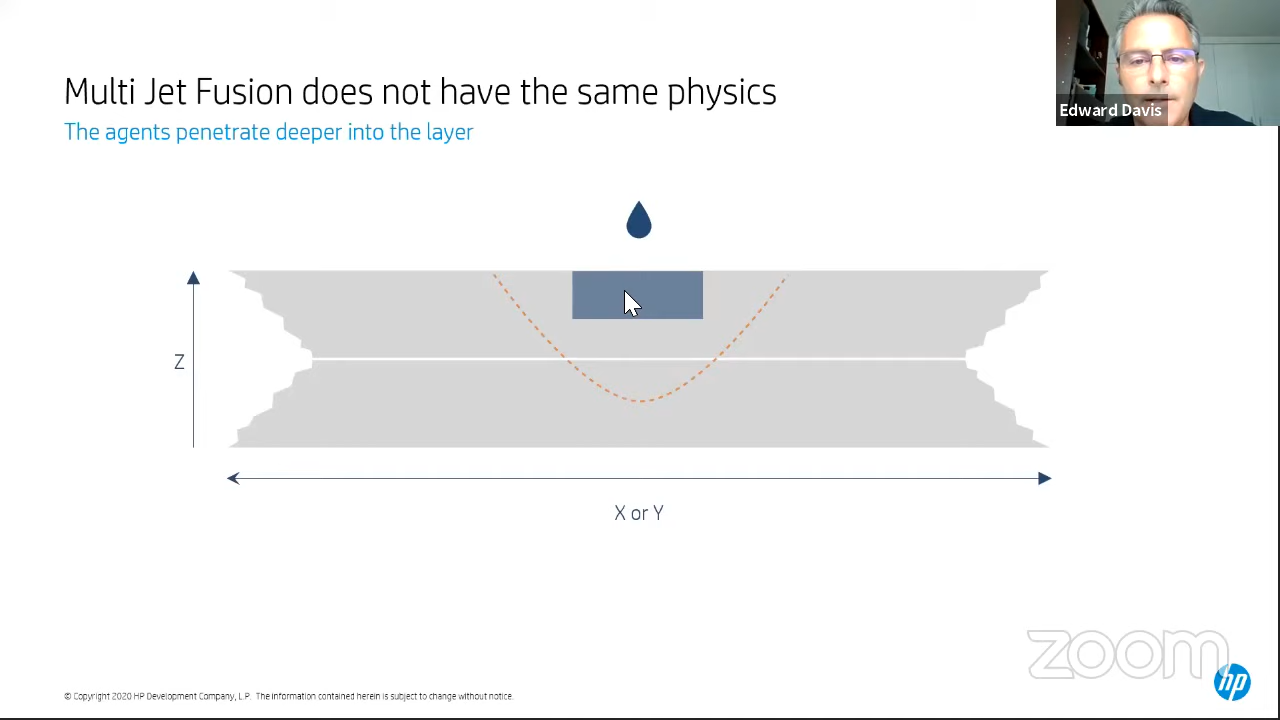 Multi Jet Fusion does not have the same physics
The agents penetrate deeper into the layer
Edward Davis
Z
X or Y
zoom
hp
© Copyright 2020 HP Development Company, L.P. The information contained herein is subject to change without notice.